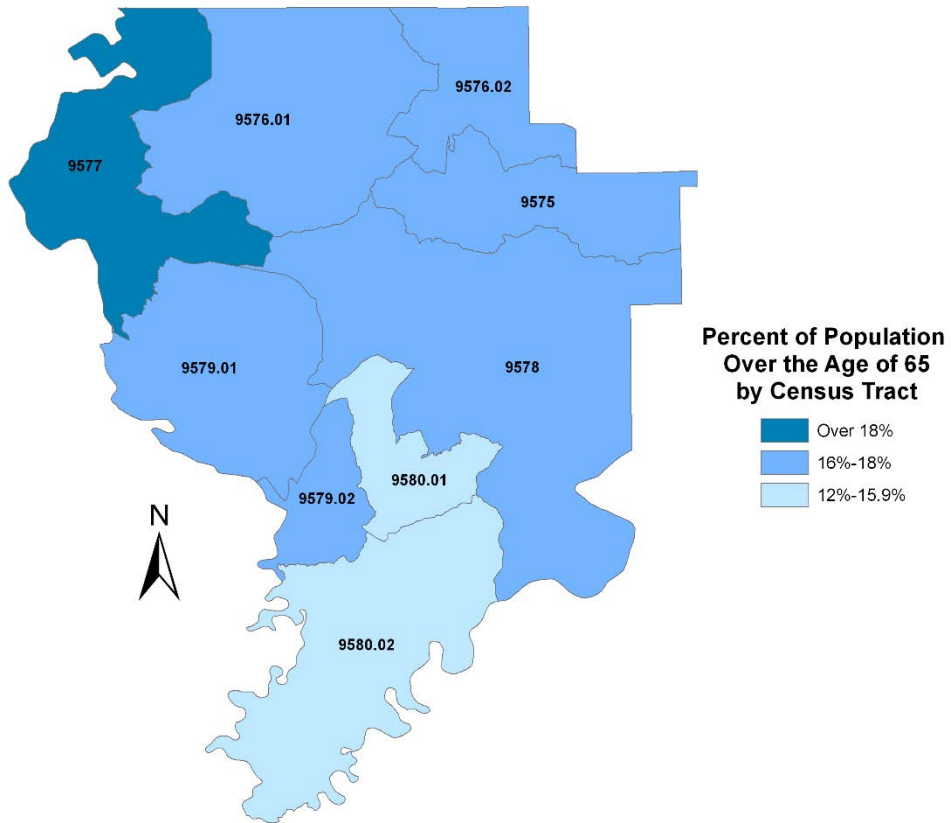 9576.02
9576.01
9577
9575
Percent of Population
Over the Age of 65
by Census Tract
Over 18%
16%-18%
12%-15.9%
9579.01
9578
9580.01
9579.02
N
9580.02